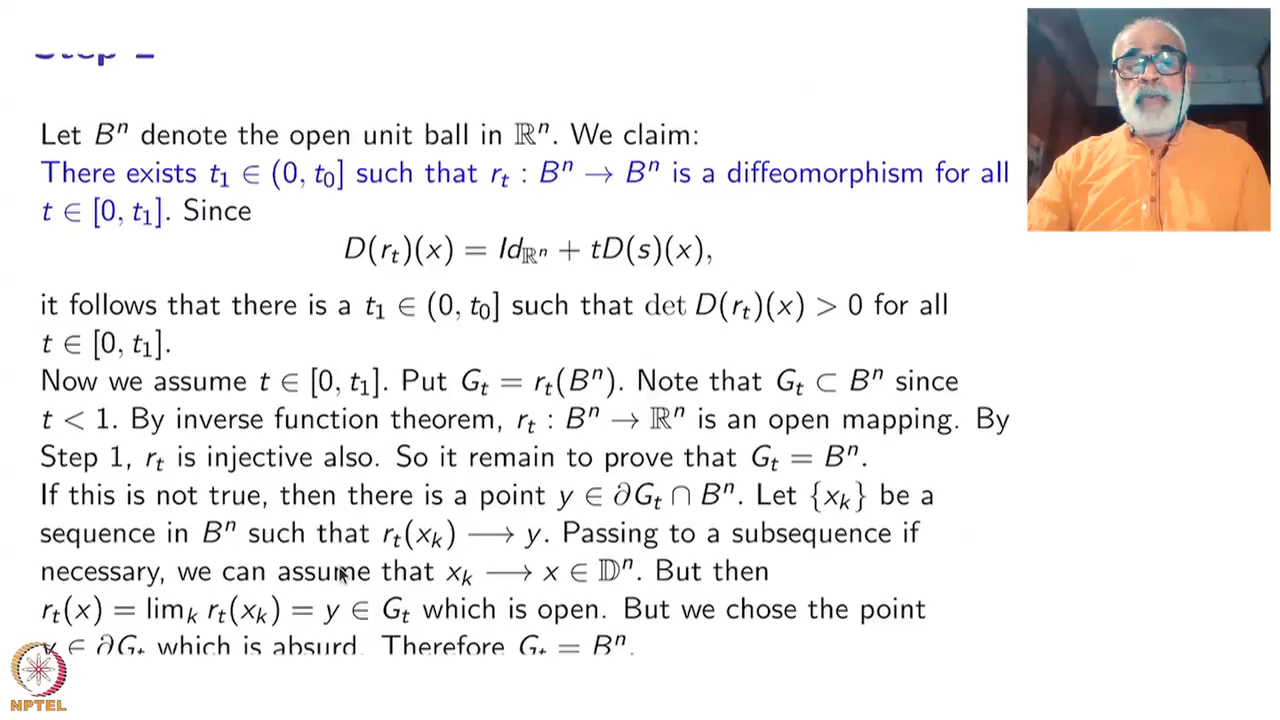 Step 2
Let Bⁿ denote the open unit ball in ℝⁿ. We claim:
There exists t₁ ∈ (0, t₀] such that rₜ : Bⁿ → Bⁿ is a diffeomorphism for all
t ∈ [0, t₁]. Since
D(rₜ)(x) = Id_ℝⁿ + tD(s)(x),
it follows that there is a t₁ ∈ (0, t₀] such that det D(rₜ)(x) > 0 for all
t ∈ [0, t₁].
Now we assume t ∈ [0, t₁]. Put Gₜ = rₜ(Bⁿ). Note that Gₜ ⊂ Bⁿ since
t < 1. By inverse function theorem, rₜ : Bⁿ → ℝⁿ is an open mapping. By
Step 1, rₜ is injective also. So it remain to prove that Gₜ = Bⁿ.
If this is not true, then there is a point y ∈ ∂Gₜ ∩ Bⁿ. Let {xₖ} be a
sequence in Bⁿ such that rₜ(xₖ) ⟶ y. Passing to a subsequence if
necessary, we can assume that xₖ ⟶ x ∈ 𝔻ⁿ. But then
rₜ(x) = limₖ rₜ(xₖ) = y ∈ Gₜ which is open. But we chose the point
y ∈ ∂Gₜ which is absurd. Therefore Gₜ = Bⁿ.
NPTEL